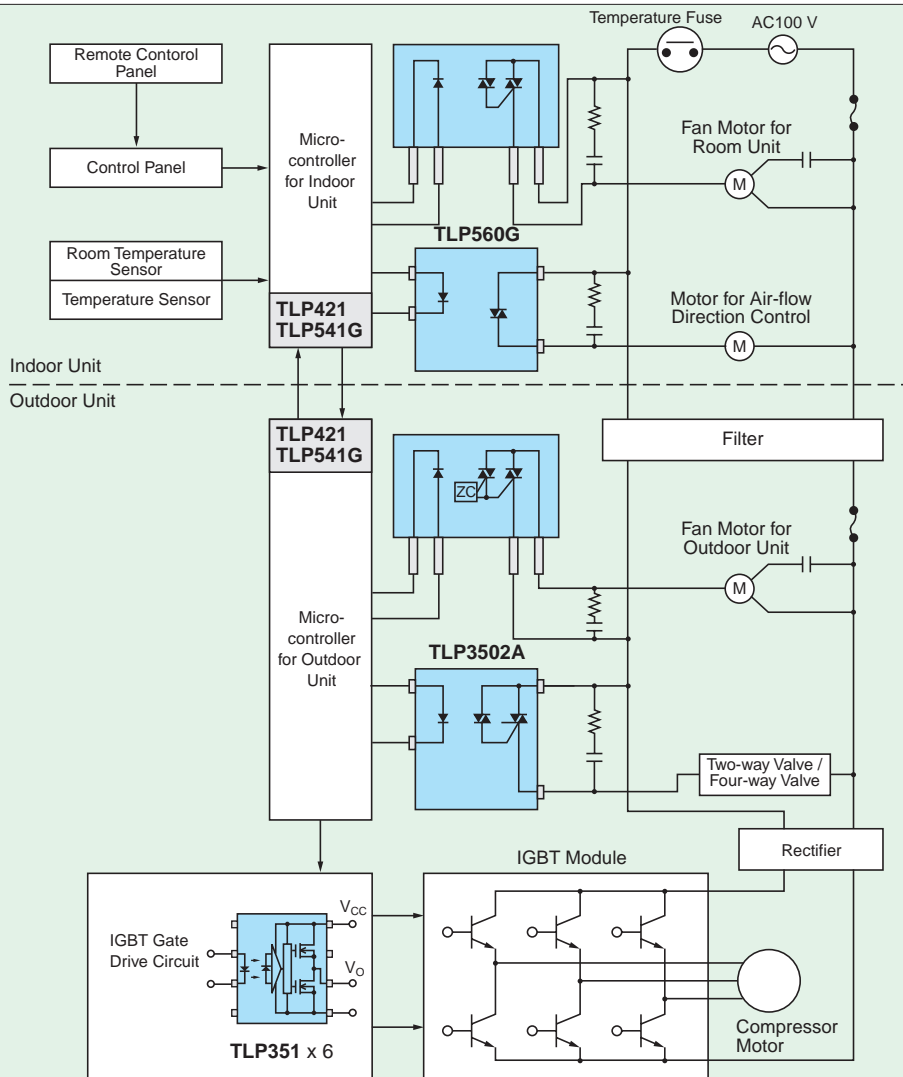 Temperature Fuse
AC100 V
Remote Contorol
Panel
Control Panel
Micro-
controller
for Indoor
Unit
Fan Motor for
Room Unit
M
TLP560G
Room Temperature
Sensor
Temperature Sensor
TLP421
TLP541G
Motor for Air-flow
Direction Control
M
Indoor Unit
Outdoor Unit
TLP421
TLP541G
Filter
ZC
Fan Motor for
Outdoor Unit
M
Micro-
controller
for Outdoor
Unit
TLP3502A
Two-way Valve /
Four-way Valve
Rectifier
IGBT Module
VCC
IGBT Gate
Drive Circuit
VO
TLP351 x 6
Compressor
Motor